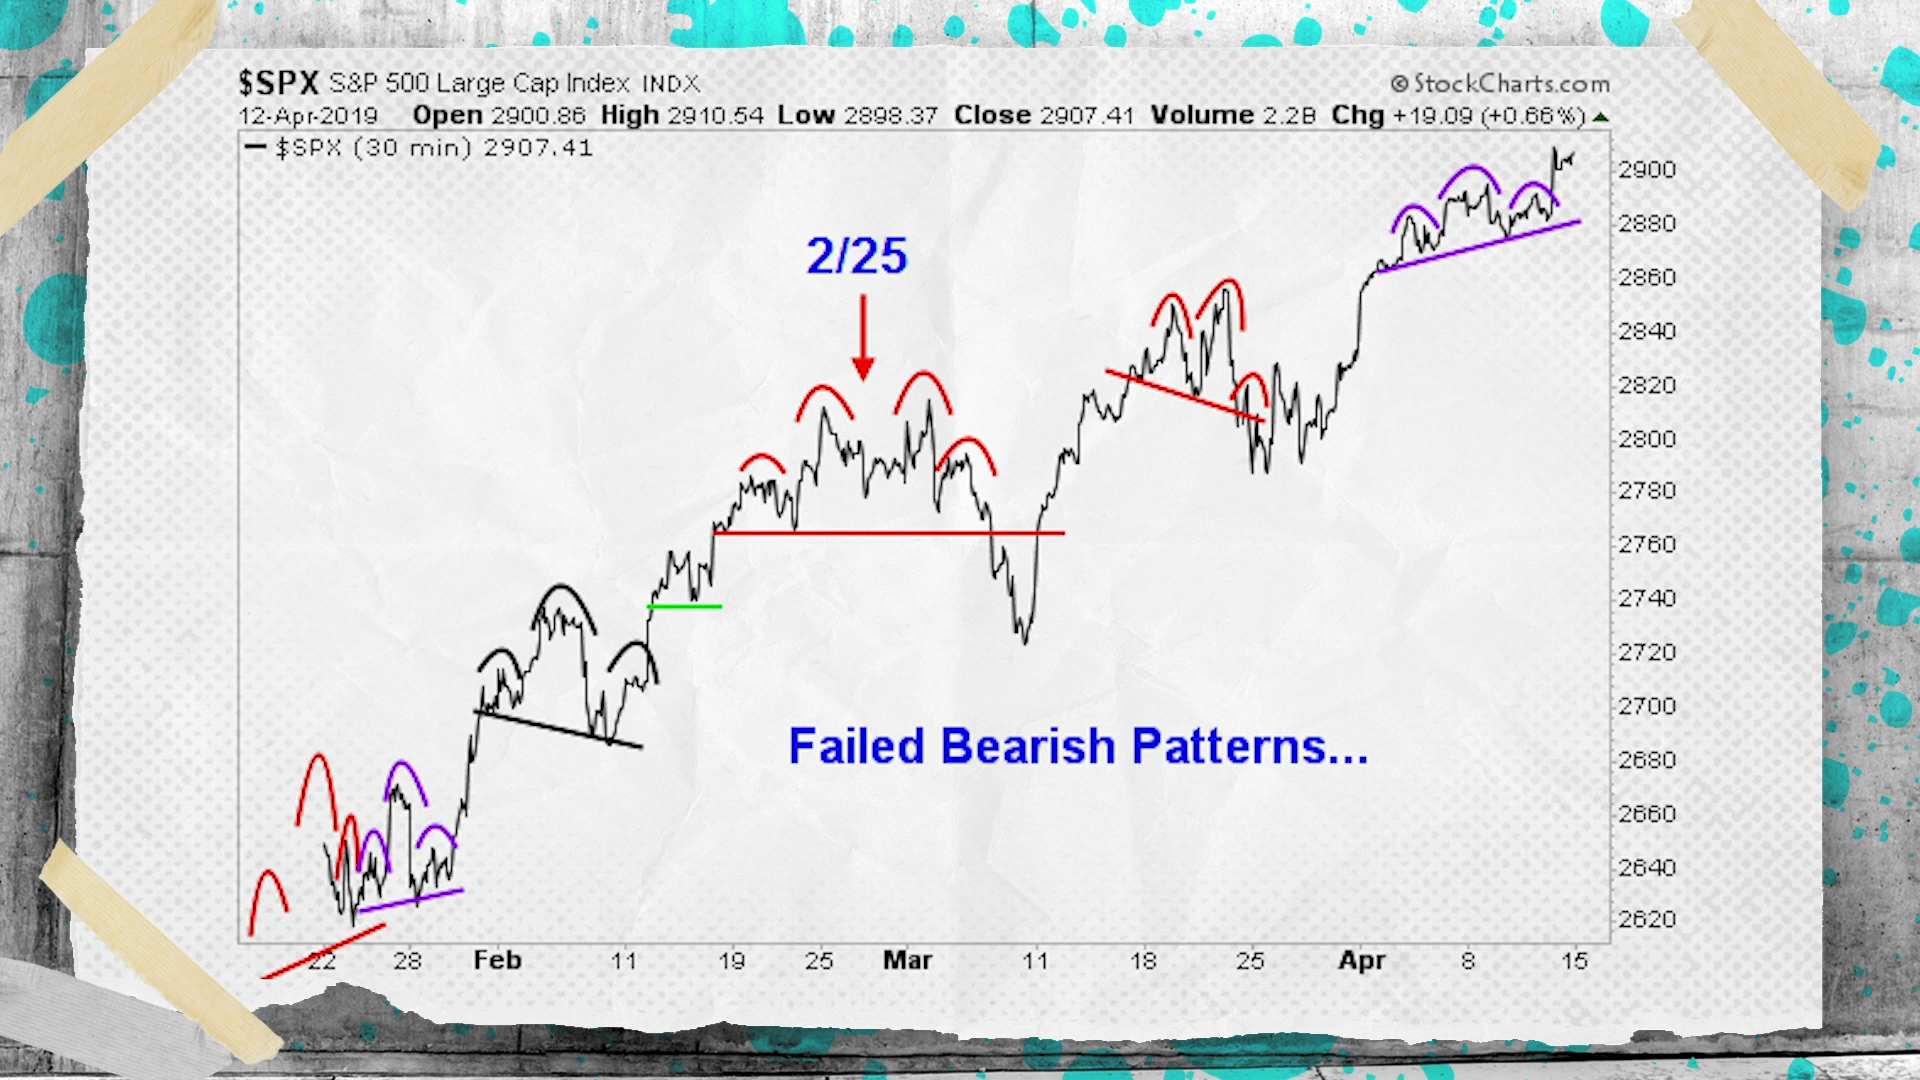 $SPX S&P 500 Large Cap Index INDX
© StockCharts.com
12-Apr-2019 Open 2900.86 High 2910.54 Low 2898.37 Close 2907.41 Volume 2.2B Chg +19.09 (+0.66%)
$SPX (30 min) 2907.41
2900
2880
2860
2840
2820
2800
2780
2760
2740
2720
2700
2680
2660
2640
2620
2/25
Failed Bearish Patterns...
22 28 Feb 11 19 25 Mar 11 18 25 Apr 8 15